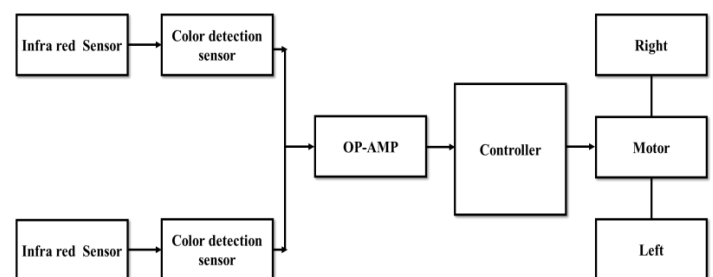 Infra red Sensor
Color detection
sensor
Right
OP-AMP
Controller
Motor
Infra red Sensor
Color detection
sensor
Left